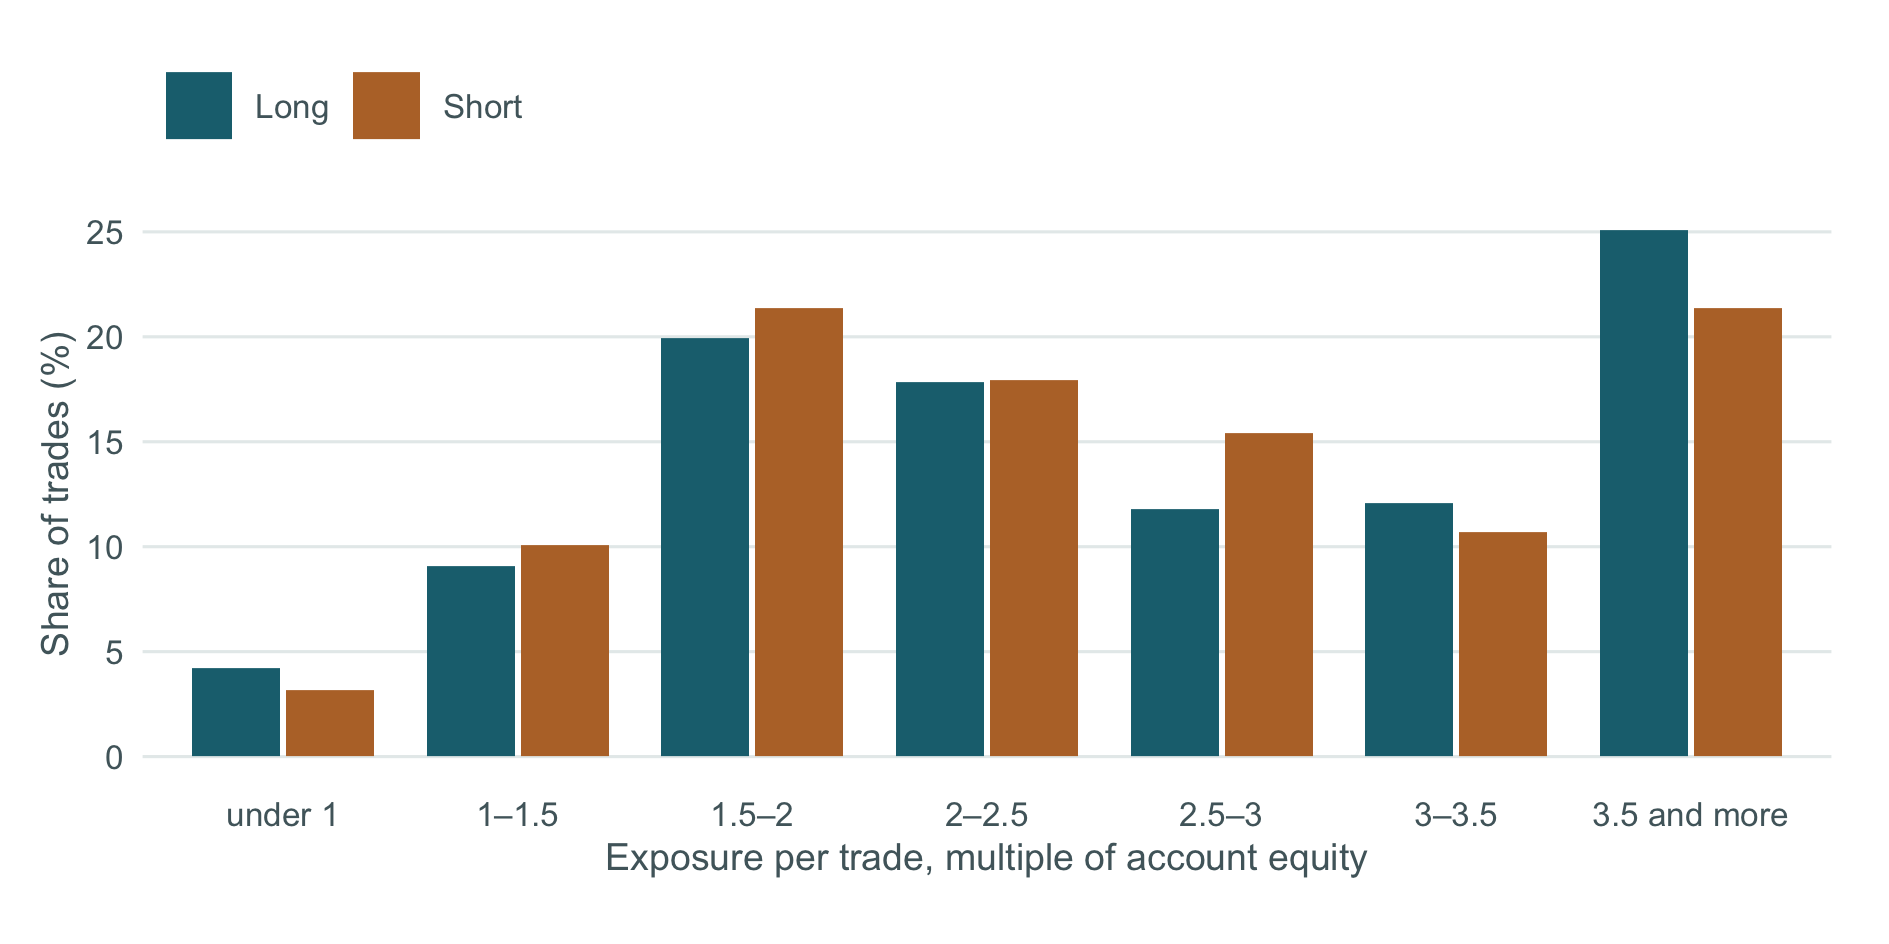 Long Short
25
20
15
10
5
0
Share of trades (%)
under 1 1–1.5 1.5–2 2–2.5 2.5–3 3–3.5 3.5 and more
Exposure per trade, multiple of account equity